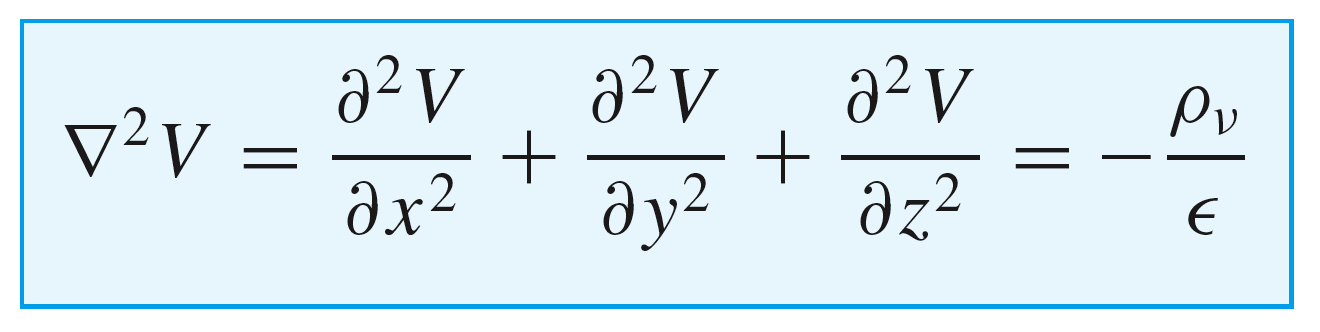 ∇²V = ∂²V/∂x² + ∂²V/∂y² + ∂²V/∂z² = −ρᵥ/ϵ